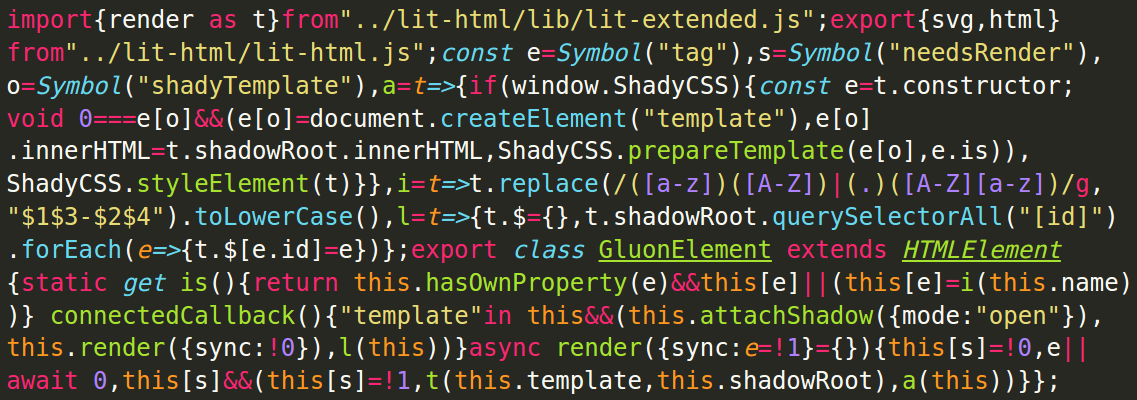 import{render as t}from"../lit-html/lib/lit-extended.js";export{svg,html}
from"../lit-html/lit-html.js";const e=Symbol("tag"),s=Symbol("needsRender"),
o=Symbol("shadyTemplate"),a=t=>{if(window.ShadyCSS){const e=t.constructor;
void 0===e[o]&&(e[o]=document.createElement("template"),e[o]
.innerHTML=t.shadowRoot.innerHTML,ShadyCSS.prepareTemplate(e[o],e.is)),
ShadyCSS.styleElement(t)}},i=t=>t.replace(/([a-z])([A-Z])|(.)([A-Z][a-z])/g,
"$1$3-$2$4").toLowerCase(),l=t=>{t.$={},t.shadowRoot.querySelectorAll("[id]")
.forEach(e=>{t.$[e.id]=e})};export class GluonElement extends HTMLElement
{static get is(){return this.hasOwnProperty(e)&&this[e]||(this[e]=i(this.name)
)} connectedCallback(){"template"in this&&(this.attachShadow({mode:"open"}),
this.render({sync:!0}),l(this))}async render({sync:e=!1}={}){this[s]=!0,e||
await 0,this[s]&&(this[s]=!1,t(this.template,this.shadowRoot),a(this))}};